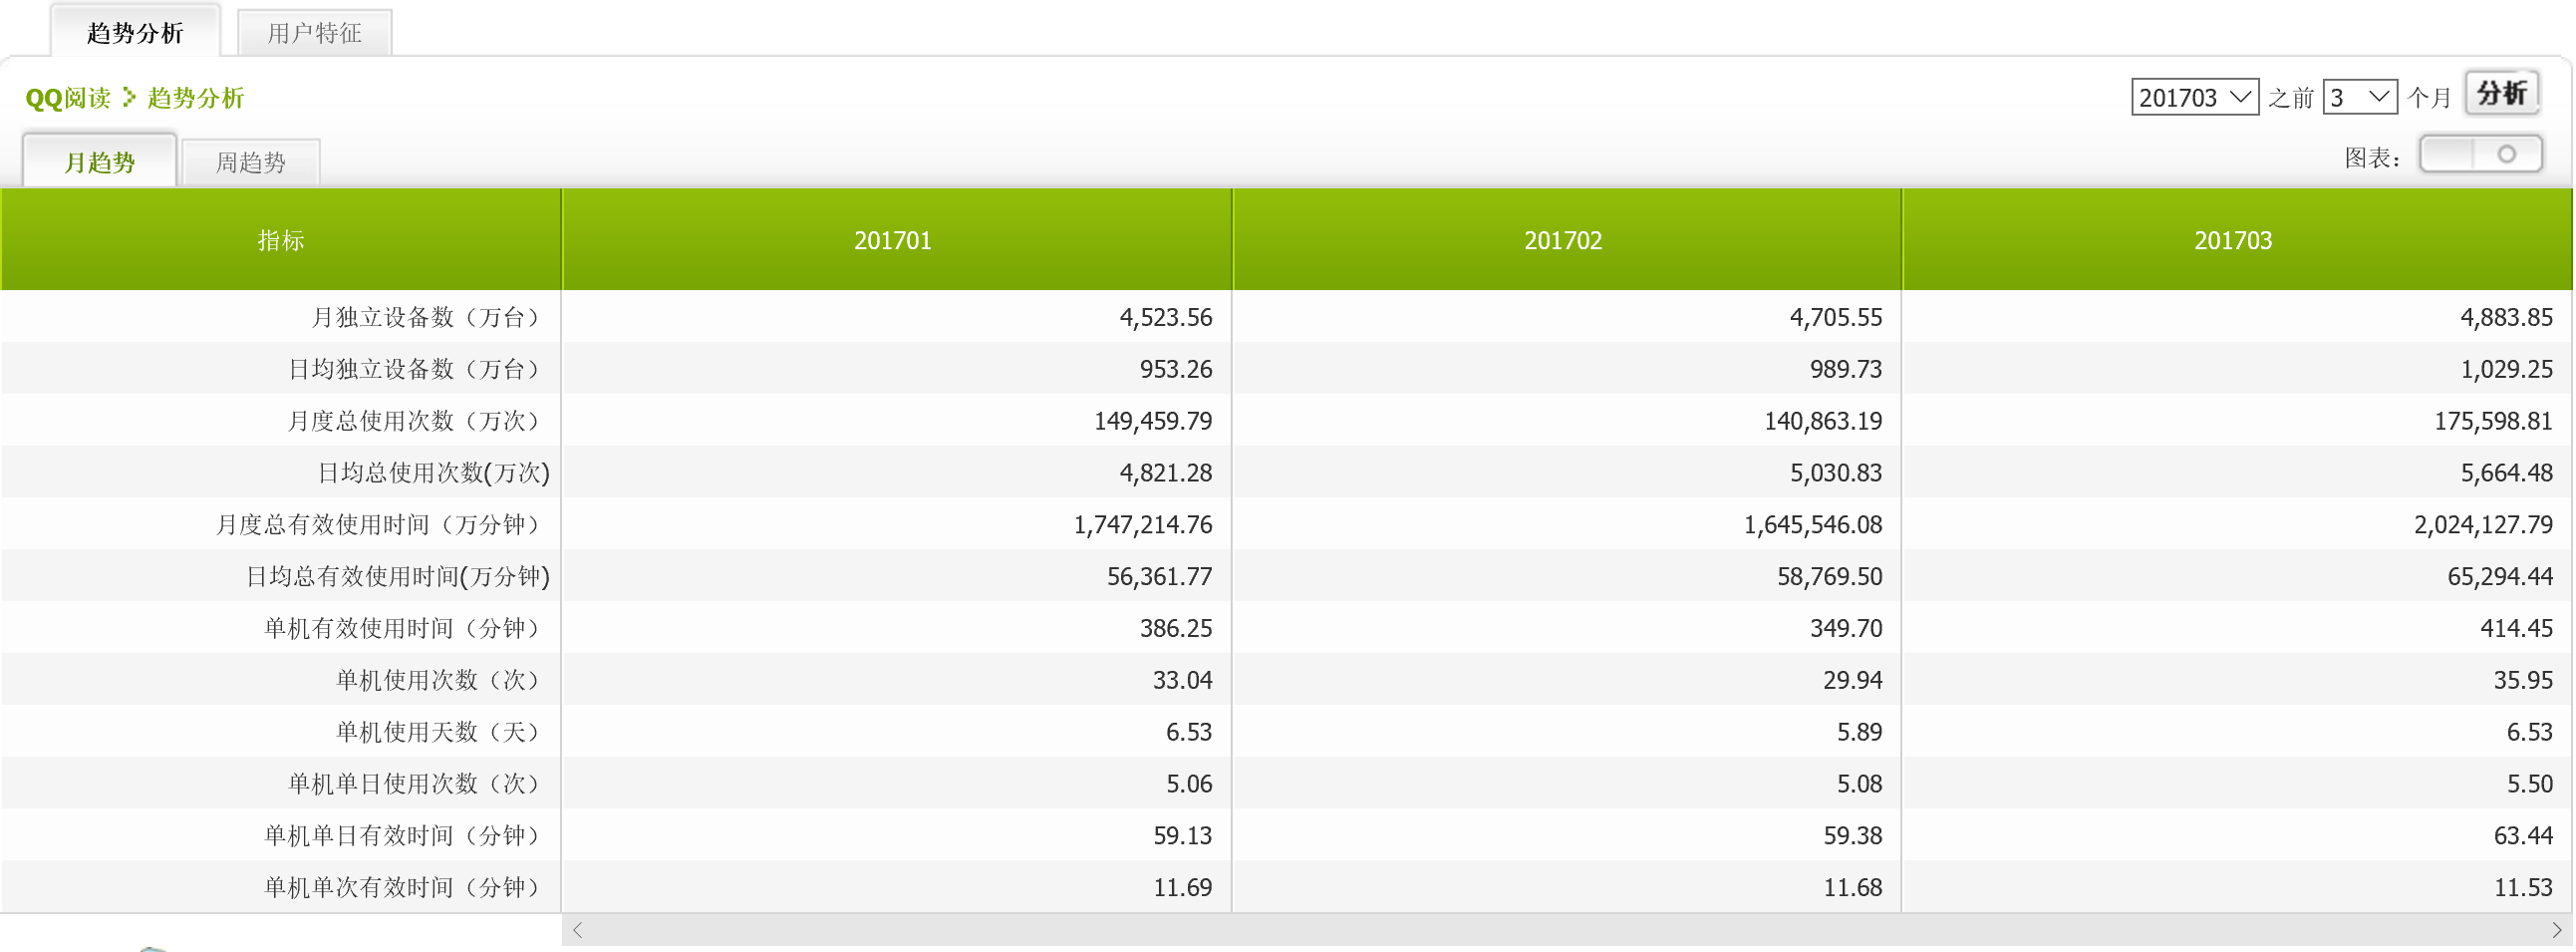 趋势分析 用户特征
QQ阅读 趋势分析 201703 之前 3 个月 分析
月趋势 周趋势 图表：
指标 201701 201702 201703
月独立设备数（万台） 4,523.56 4,705.55 4,883.85
日均独立设备数（万台） 953.26 989.73 1,029.25
月度总使用次数（万次） 149,459.79 140,863.19 175,598.81
日均总使用次数(万次) 4,821.28 5,030.83 5,664.48
月度总有效使用时间（万分钟） 1,747,214.76 1,645,546.08 2,024,127.79
日均总有效使用时间(万分钟) 56,361.77 58,769.50 65,294.44
单机有效使用时间（分钟） 386.25 349.70 414.45
单机使用次数（次） 33.04 29.94 35.95
单机使用天数（天） 6.53 5.89 6.53
单机单日使用次数（次） 5.06 5.08 5.50
单机单日有效时间（分钟） 59.13 59.38 63.44
单机单次有效时间（分钟） 11.69 11.68 11.53